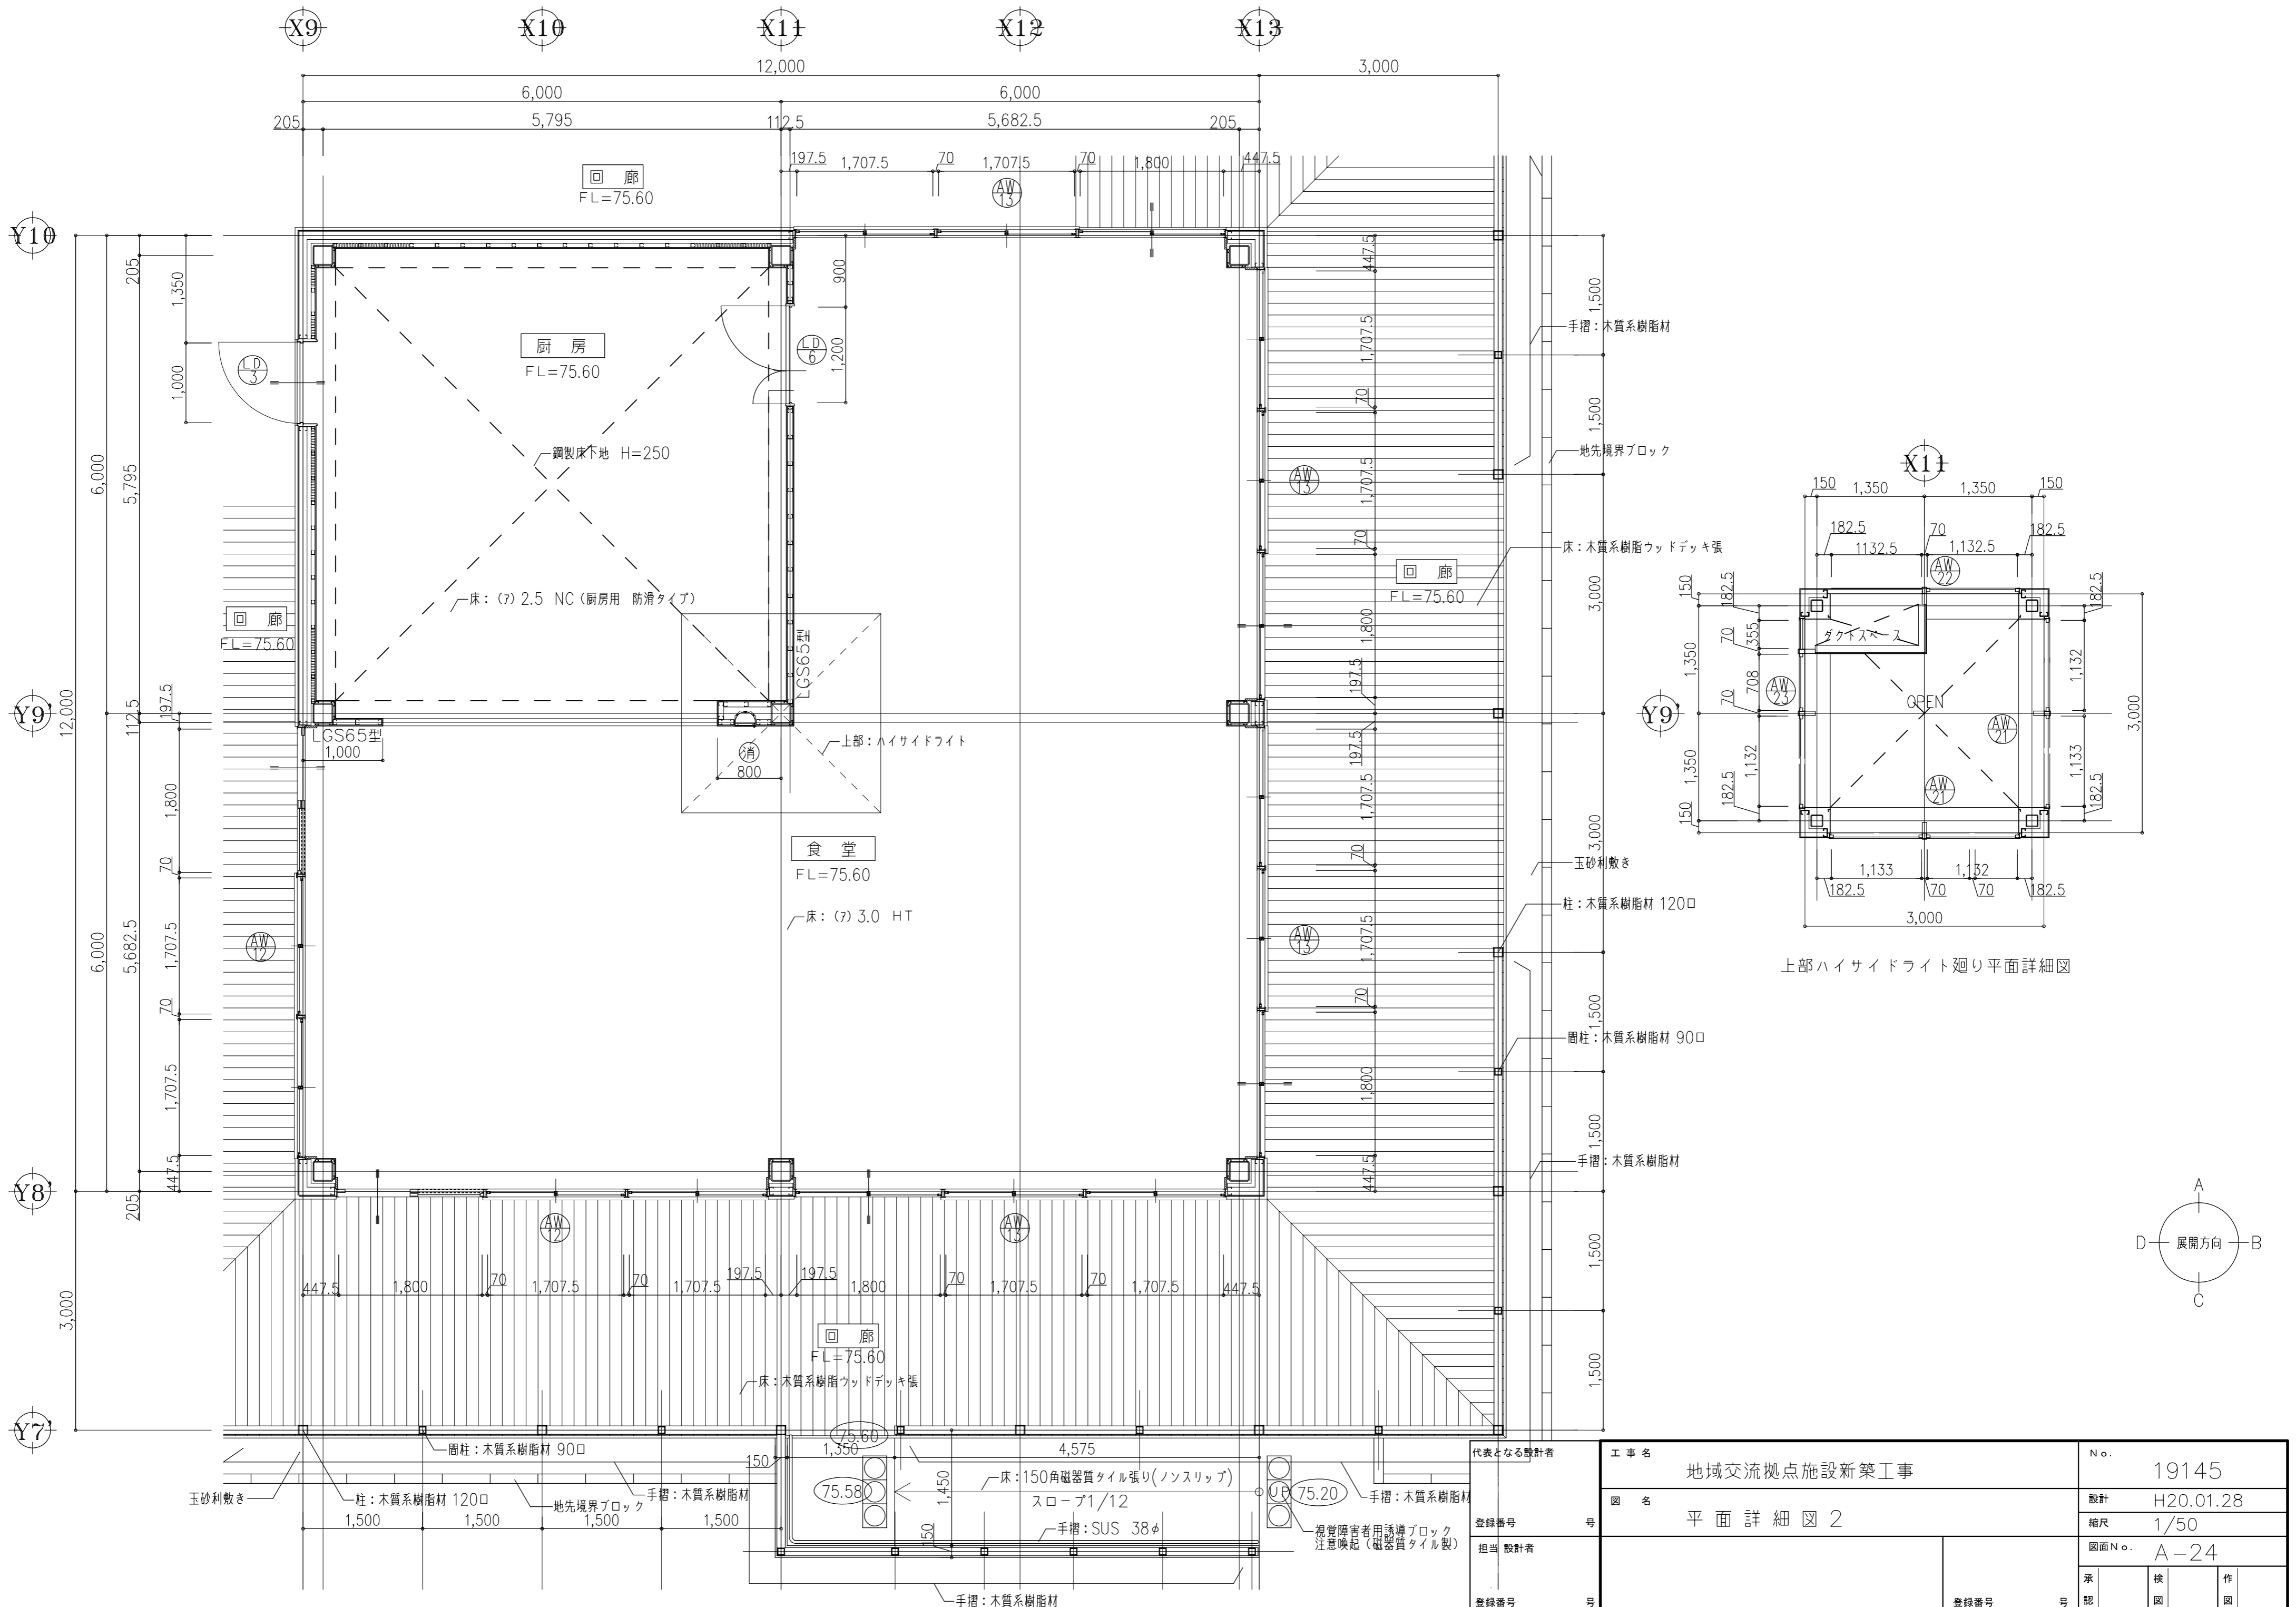 X9
X10
X11
X12
X13
12,000
3,000
6,000
6,000
205
5,795
112.5
5,682.5
205
197.5
1,707.5
70
1,707.5
70
1,800
447.5
回 廊
FL=75.60
AW
13
Y10
205
1,350
1,000
LD
3
厨 房
FL=75.60
LD
6
900
1,200
鋼製床下地 H=250
床：(ｱ) 2.5 NC（厨房用 防滑タイプ）
6,000
5,795
回 廊
FL=75.60
12,000
Y9'
112.5
197.5
LGS65型
1,000
LGS65型
消
800
上部：ハイサイドライト
食 堂
FL=75.60
床：(ｱ) 3.0 HT
1,800
70
1,707.5
70
1,707.5
447.5
6,000
5,682.5
205
AW
12
Y8'
447.5
1,707.5
70
1,707.5
70
1,800
197.5
197.5
1,707.5
70
1,707.5
70
1,800
447.5
AW
13
AW
13
回 廊
FL=75.60
1,500
1,500
3,000
3,000
1,500
1,500
1,500
1,500
手摺：木質系樹脂材
地先境界ブロック
床：木質系樹脂ウッドデッキ張
玉砂利敷き
柱：木質系樹脂材 120□
間柱：木質系樹脂材 90□
手摺：木質系樹脂材
X11
150
1,350
1,350
150
182.5
70
182.5
1132.5
1,132.5
AW
22
150
182.5
355
70
1,350
708
70
AW
23
Y9'
1,350
1,132
182.5
150
ダクトスペース
OPEN
AW
21
AW
21
182.5
1,132
3,000
1,133
182.5
1,133
1,132
182.5
70
70
182.5
3,000
上部ハイサイドライト廻り平面詳細図
A
D
展開方向
B
C
AW
12
AW
13
447.5
1,800
70
1,707.5
70
1,707.5
197.5
197.5
1,800
70
1,707.5
70
1,707.5
447.5
3,000
回 廊
FL=75.60
床：木質系樹脂ウッドデッキ張
Y7'
間柱：木質系樹脂材 90□
75.60
150
1,350
4,575
玉砂利敷き
柱：木質系樹脂材 120□
地先境界ブロック
手摺：木質系樹脂材
1,500
1,500
1,500
1,500
75.58
1,450
150
床：150角磁器質タイル張り(ノンスリップ)
スロープ1/12
手摺：SUS 38φ
UP
75.20
手摺：木質系樹脂材
視覚障害者用誘導ブロック
注意喚起（磁器質タイル製）
手摺：木質系樹脂材
代表となる設計者
登録番号 号
担当 設計者
登録番号 号
工 事 名
地域交流拠点施設新築工事
図 名
平 面 詳 細 図 2
登録番号 号
No.
19145
設計 H20.01.28
縮尺 1/50
図面No. A-24
承 検 作
認 図 図